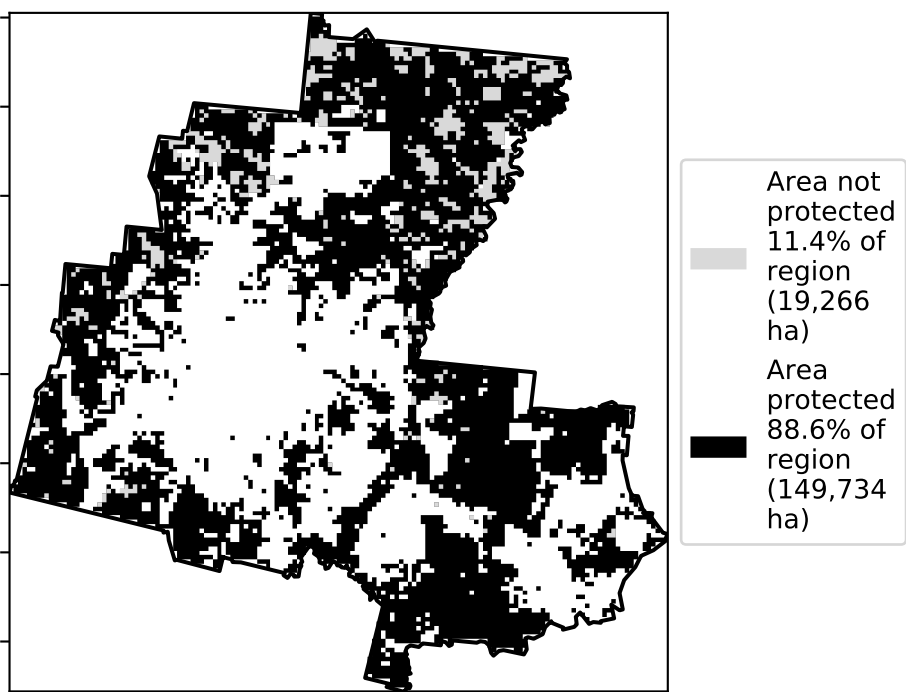 Area not
protected
11.4% of
region
(19,266
ha)
Area
protected
88.6% of
region
(149,734
ha)